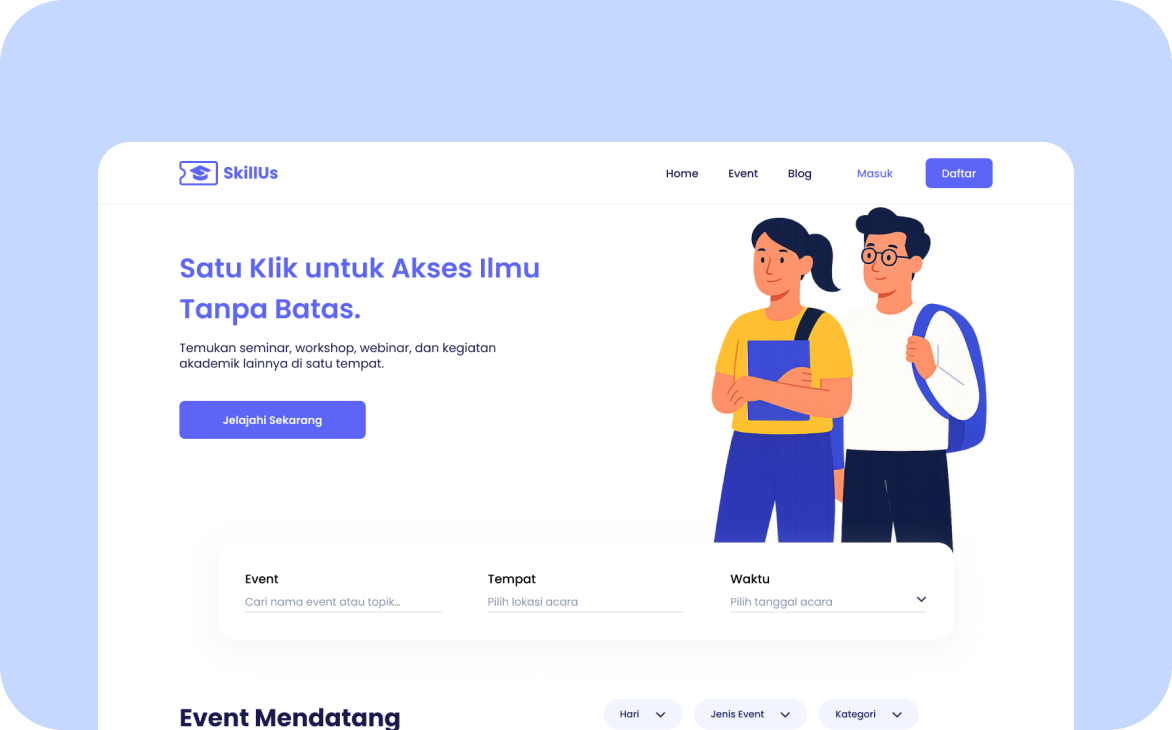 SkillUs
Home Event Blog Masuk Daftar
Satu Klik untuk Akses Ilmu
Tanpa Batas.
Temukan seminar, workshop, webinar, dan kegiatan
akademik lainnya di satu tempat.
Jelajahi Sekarang
Event Tempat Waktu
Cari nama event atau topik... Pilih lokasi acara Pilih tanggal acara
Event Mendatang Hari Jenis Event Kategori